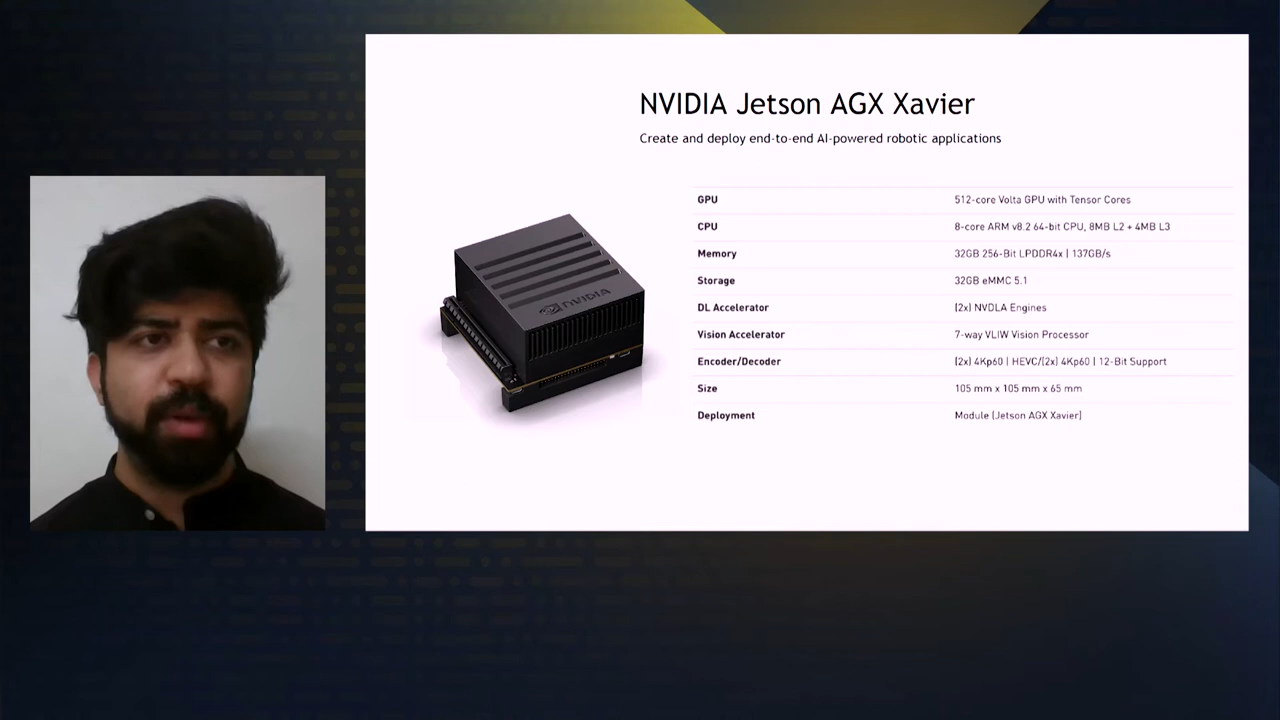 NVIDIA Jetson AGX Xavier
Create and deploy end-to-end AI-powered robotic applications
GPU 512-core Volta GPU with Tensor Cores
CPU 8-core ARM v8.2 64-bit CPU, 8MB L2 + 4MB L3
Memory 32GB 256-Bit LPDDR4x | 137GB/s
Storage 32GB eMMC 5.1
DL Accelerator (2x) NVDLA Engines
Vision Accelerator 7-way VLIW Vision Processor
Encoder/Decoder (2x) 4Kp60 | HEVC/(2x) 4Kp60 | 12-Bit Support
Size 105 mm x 105 mm x 65 mm
Deployment Module (Jetson AGX Xavier)
NVIDIA